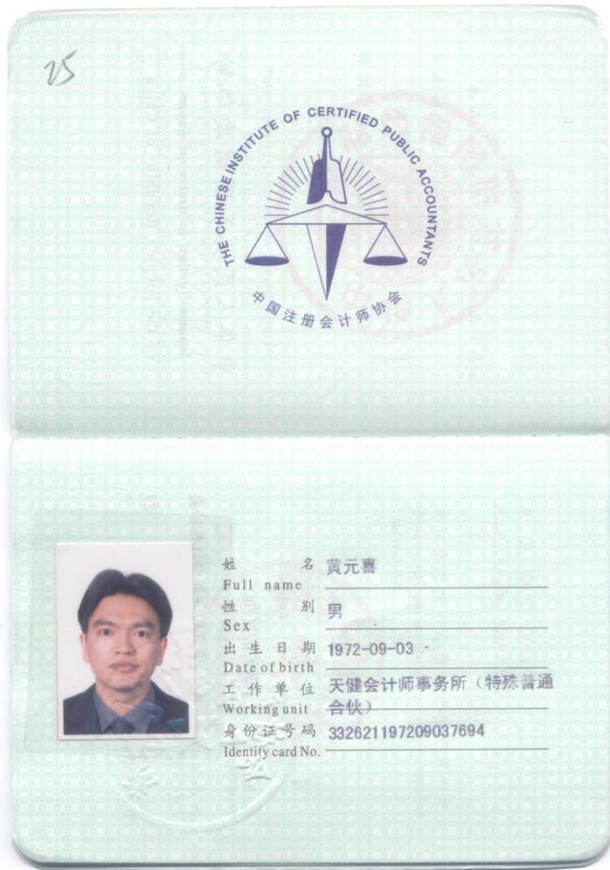 25
THE CHINESE INSTITUTE OF CERTIFIED PUBLIC ACCOUNTANTS
中国注册会计师协会
姓 名 黄元喜
Full name
性 别 男
Sex
出生日期 1972-09-03
Date of birth
工作单位 天健会计师事务所（特殊普通
Working unit 合伙）
身份证号码 332621197209037694
Identity card No.